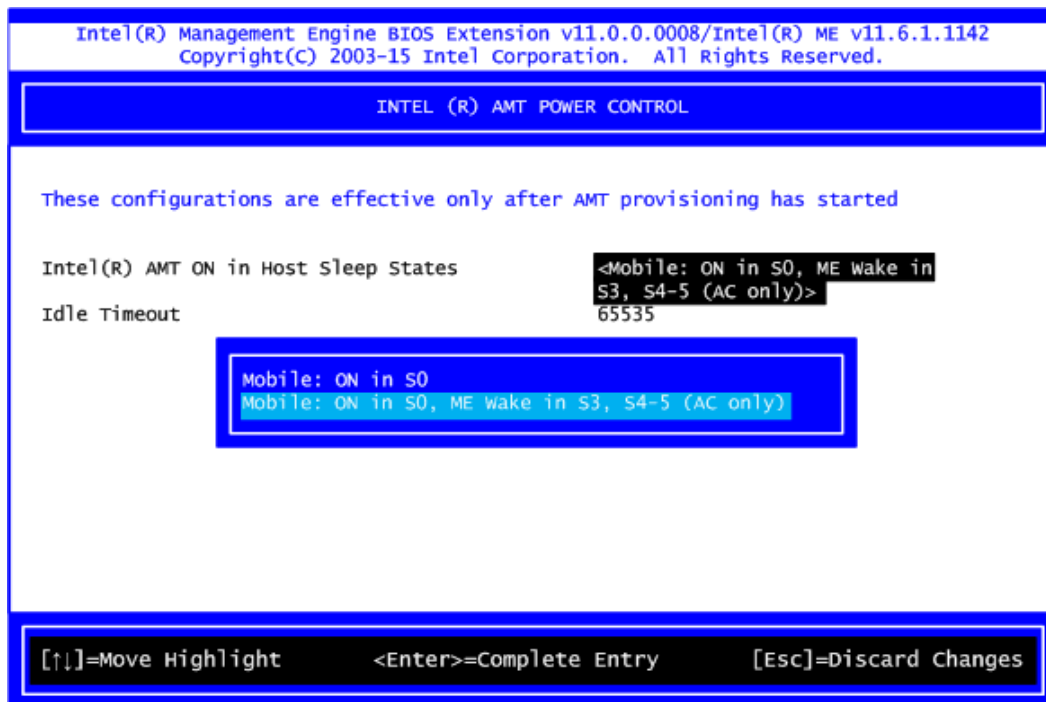 Intel(R) Management Engine BIOS Extension v11.0.0.0008/Intel(R) ME v11.6.1.1142
Copyright(C) 2003-15 Intel Corporation. All Rights Reserved.
INTEL (R) AMT POWER CONTROL
These configurations are effective only after AMT provisioning has started
Intel(R) AMT ON in Host Sleep States <Mobile: ON in S0, ME Wake in
S3, S4-5 (AC only)>
Idle Timeout 65535
Mobile: ON in S0
Mobile: ON in S0, ME Wake in S3, S4-5 (AC only)
[↑↓]=Move Highlight <Enter>=Complete Entry [Esc]=Discard Changes